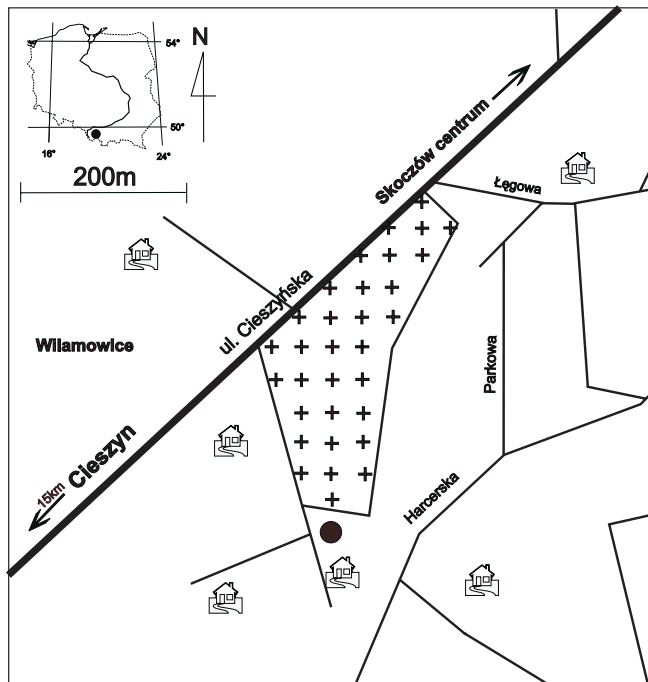 54°
N
50°
16°
24°
200m
Skoczów centrum
Łęgowa
ul. Cieszyńska
Wilamowice
Parkowa
Cieszyn
15km
Harcerska